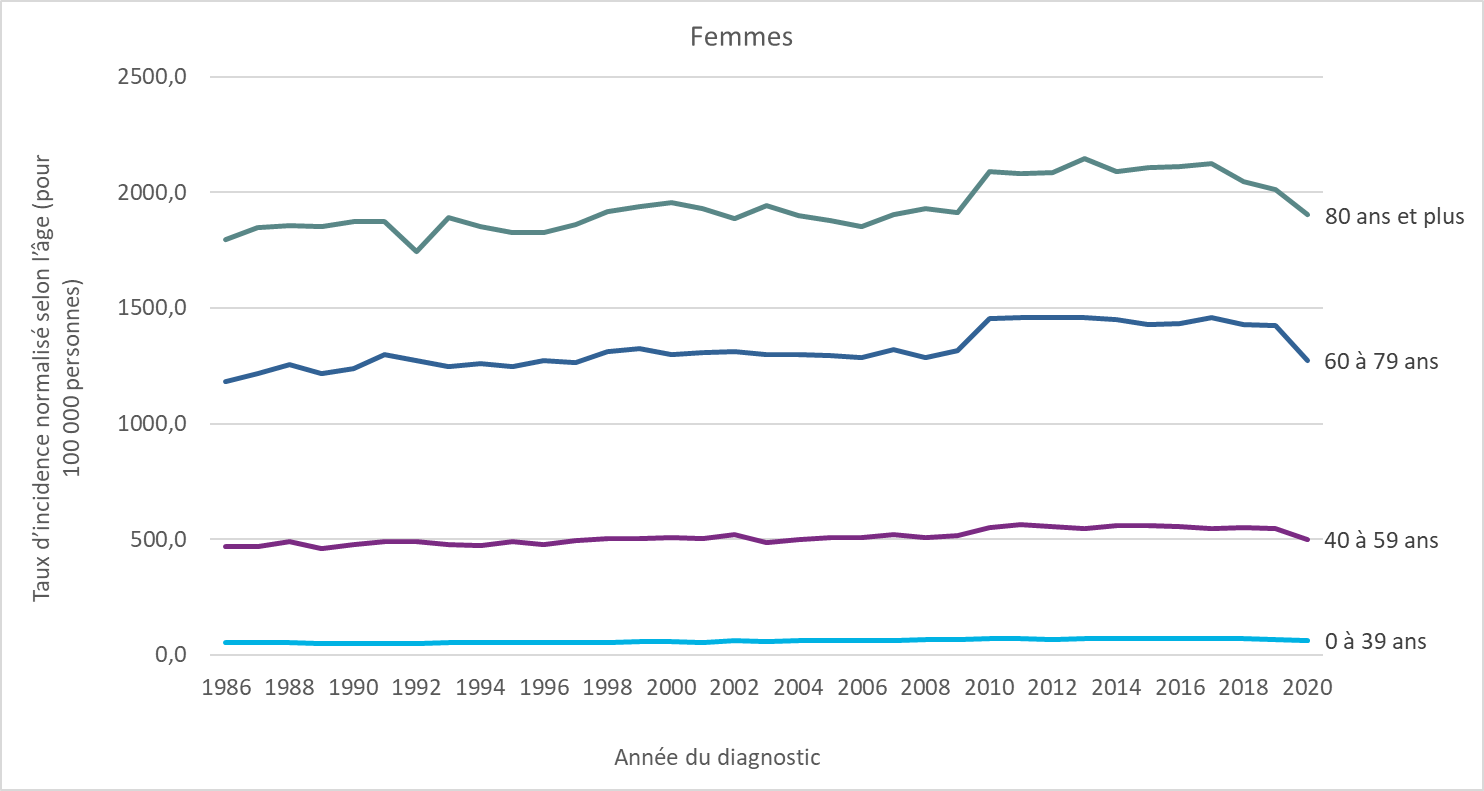 Femmes
Taux d’incidence normalisé selon l’âge (pour
100 000 personnes)
2500,0
2000,0
1500,0
1000,0
500,0
0,0
80 ans et plus
60 à 79 ans
40 à 59 ans
0 à 39 ans
1986 1988 1990 1992 1994 1996 1998 2000 2002 2004 2006 2008 2010 2012 2014 2016 2018 2020
Année du diagnostic